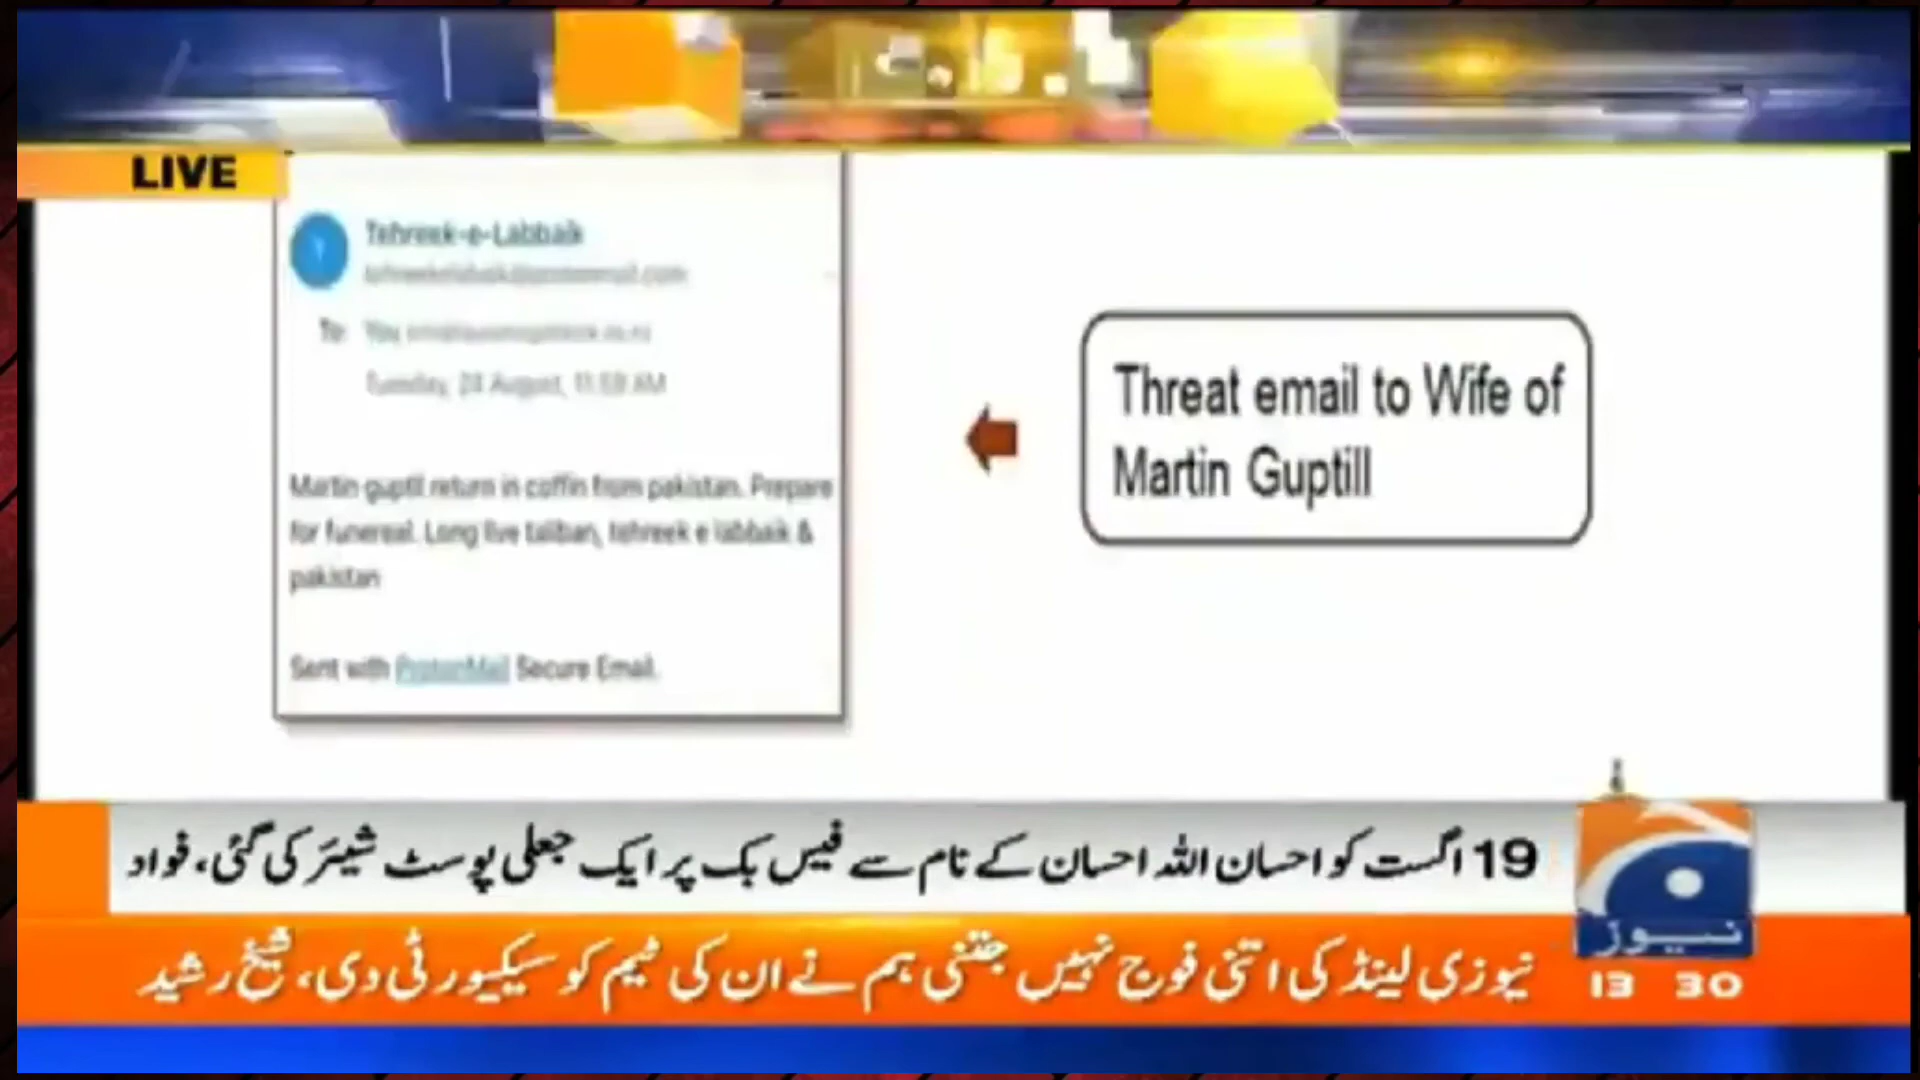 LIVE
Tehreek-e-Labbaik
To You
Tuesday, 24 August, 11:59 AM
Martin guptil return in coffin from pakistan. Prepare
for funereal. Long live taliban, tehreek e labbaik &
pakistan
Sent with ProtonMail Secure Email.
Threat email to Wife of
Martin Guptill
19 اگست کو احسان اللہ احسان کے نام سے فیس بک پر ایک جعلی پوسٹ شیئر کی گئی، فواد
نیوزی لینڈ کی اتنی فوج نہیں جتنی ہم نے ان کی ٹیم کو سیکیورٹی دی، شیخ رشید
نیوز
13 30